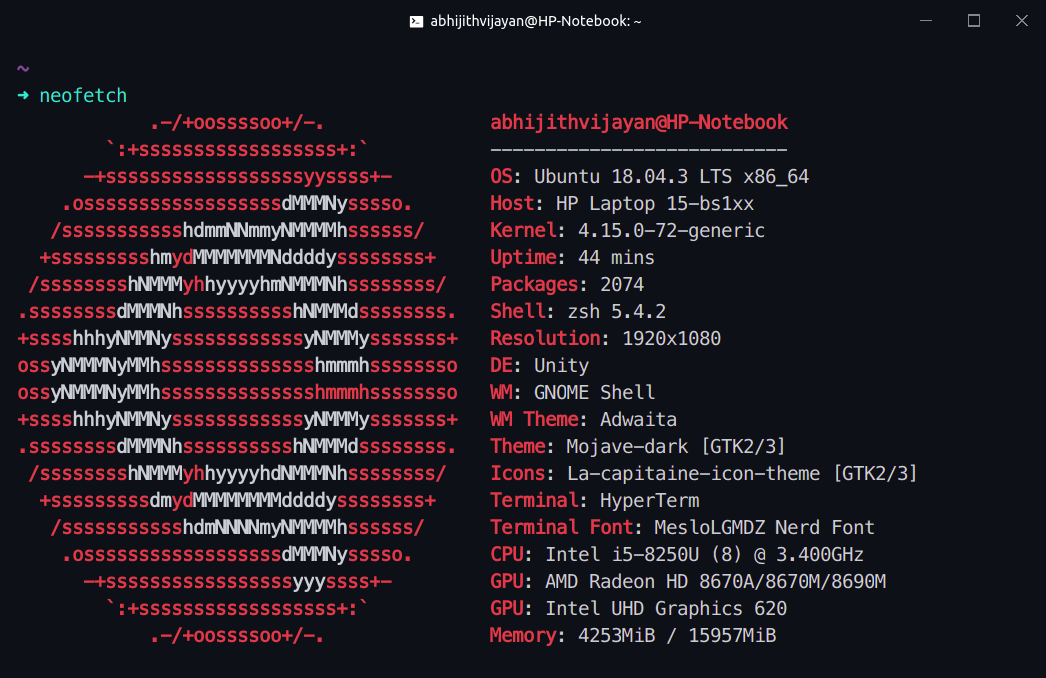 abhijithvijayan@HP-Notebook: ~
~
➜ neofetch
            .-/+oossssoo+/-.               abhijithvijayan@HP-Notebook
        `:+ssssssssssssssssss+:`           ---------------------------
      -+ssssssssssssssssssyyssss+-         OS: Ubuntu 18.04.3 LTS x86_64
    .ossssssssssssssssssdMMMNysssso.       Host: HP Laptop 15-bs1xx
   /ssssssssssshdmmNNmmyNMMMMhssssss/      Kernel: 4.15.0-72-generic
  +ssssssssshmydMMMMMMMNddddyssssssss+     Uptime: 44 mins
 /sssssssshNMMMyhhyyyyhmNMMMNhssssssss/    Packages: 2074
.ssssssssdMMMNhsssssssssshNMMMdssssssss.   Shell: zsh 5.4.2
+sssshhhyNMMNyssssssssssssyNMMMysssssss+   Resolution: 1920x1080
ossyNMMMNyMMhsssssssssssssshmmmhssssssso   DE: Unity
ossyNMMMNyMMhsssssssssssssshmmmhssssssso   WM: GNOME Shell
+sssshhhyNMMNyssssssssssssyNMMMysssssss+   WM Theme: Adwaita
.ssssssssdMMMNhsssssssssshNMMMdssssssss.   Theme: Mojave-dark [GTK2/3]
 /sssssssshNMMMyhhyyyyhdNMMMNhssssssss/    Icons: La-capitaine-icon-theme [GTK2/3]
  +sssssssssdmydMMMMMMMMddddyssssssss+     Terminal: HyperTerm
   /ssssssssssshdmNNNNmyNMMMMhssssss/      Terminal Font: MesloLGMDZ Nerd Font
    .ossssssssssssssssssdMMMNysssso.       CPU: Intel i5-8250U (8) @ 3.400GHz
      -+sssssssssssssssssyyyssss+-         GPU: AMD Radeon HD 8670A/8670M/8690M
        `:+ssssssssssssssssss+:`           GPU: Intel UHD Graphics 620
            .-/+oossssoo+/-.               Memory: 4253MiB / 15957MiB